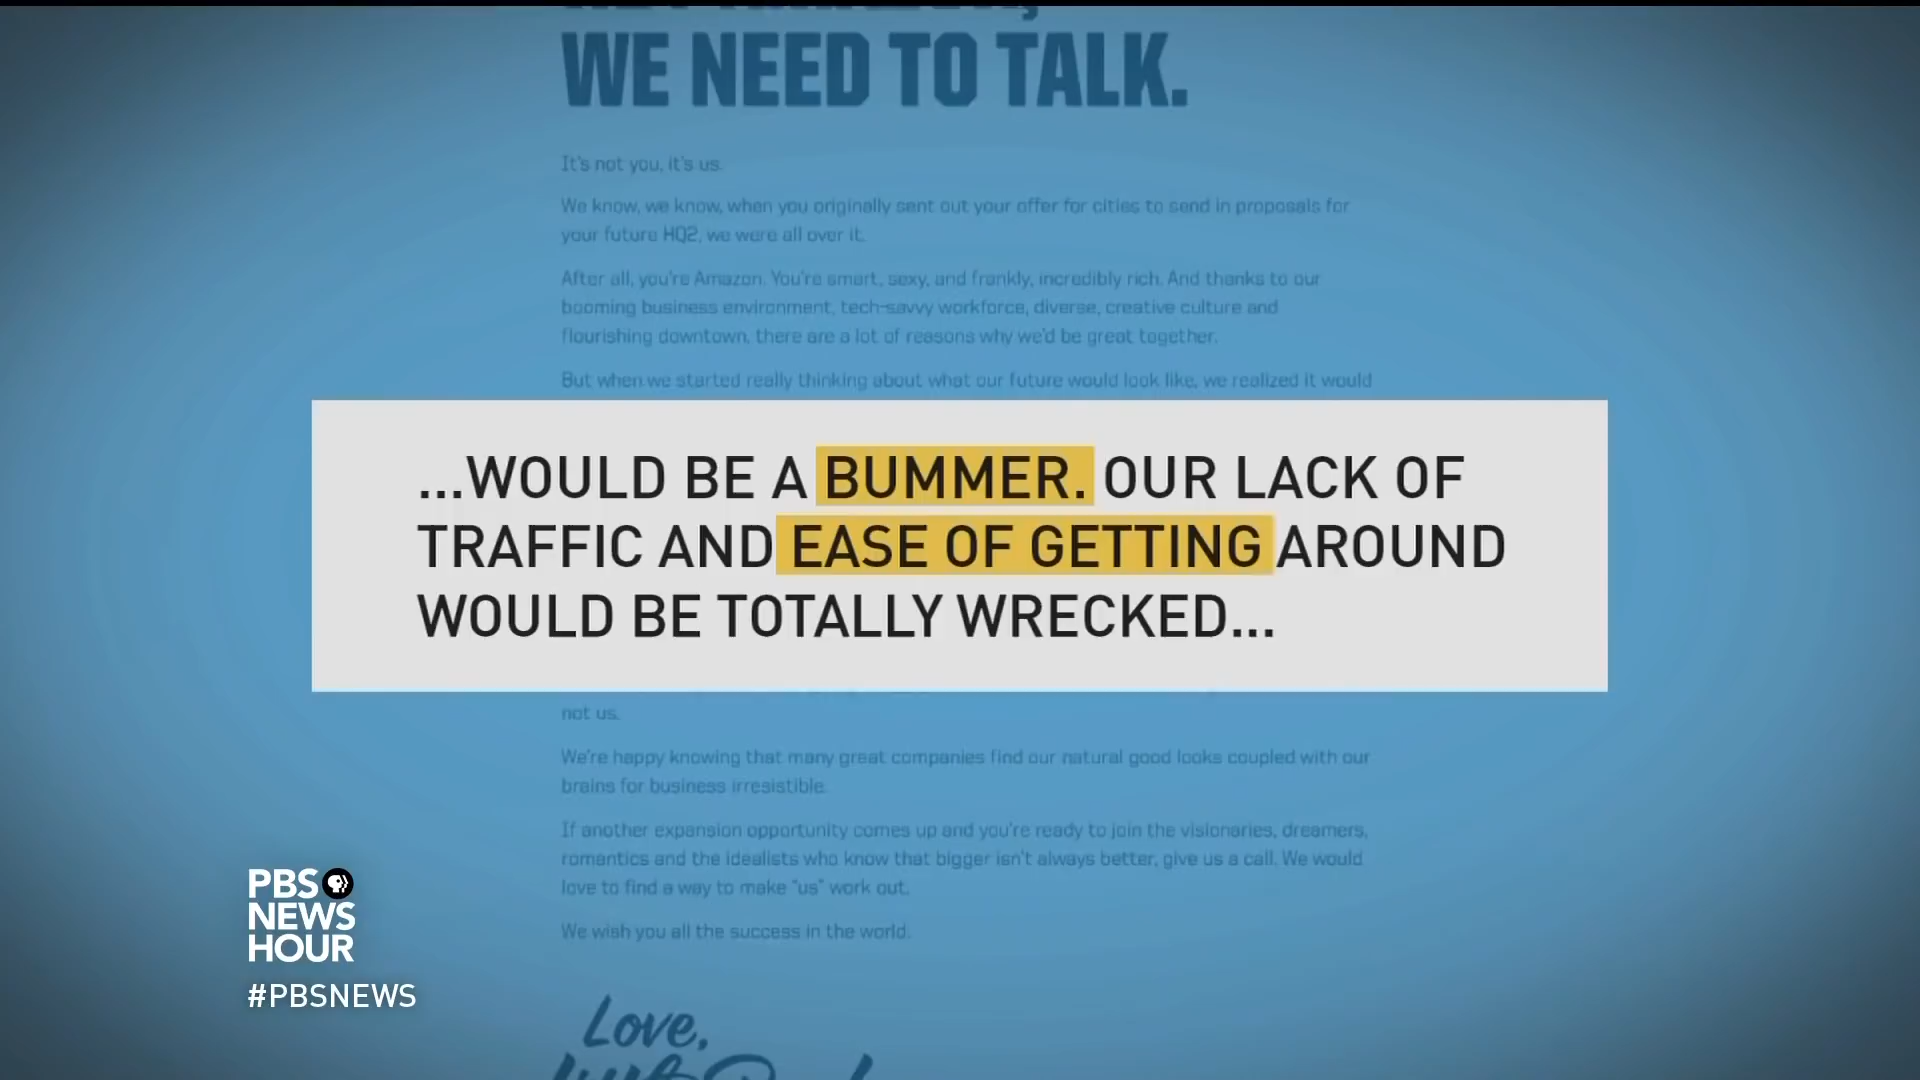 WE NEED TO TALK.
It's not you, it's us.
We know, we know, when you originally sent out your offer for cities to send in proposals for
your future HQ2, we were all over it.
After all, you're Amazon. You're smart, sexy, and frankly, incredibly rich. And thanks to our
booming business environment, tech-savvy workforce, diverse, creative culture and
flourishing downtown, there are a lot of reasons why we'd be great together.
But when we started really thinking about what our future would look like, we realized it would
...WOULD BE A BUMMER. OUR LACK OF
TRAFFIC AND EASE OF GETTING AROUND
WOULD BE TOTALLY WRECKED...
not us.
We're happy knowing that many great companies find our natural good looks coupled with our
brains for business irresistible.
If another expansion opportunity comes up and you're ready to join the visionaries, dreamers,
romantics and the idealists who know that bigger isn't always better, give us a call. We would
love to find a way to make "us" work out.
We wish you all the success in the world.
Love,
PBS
NEWS
HOUR
#PBSNEWS